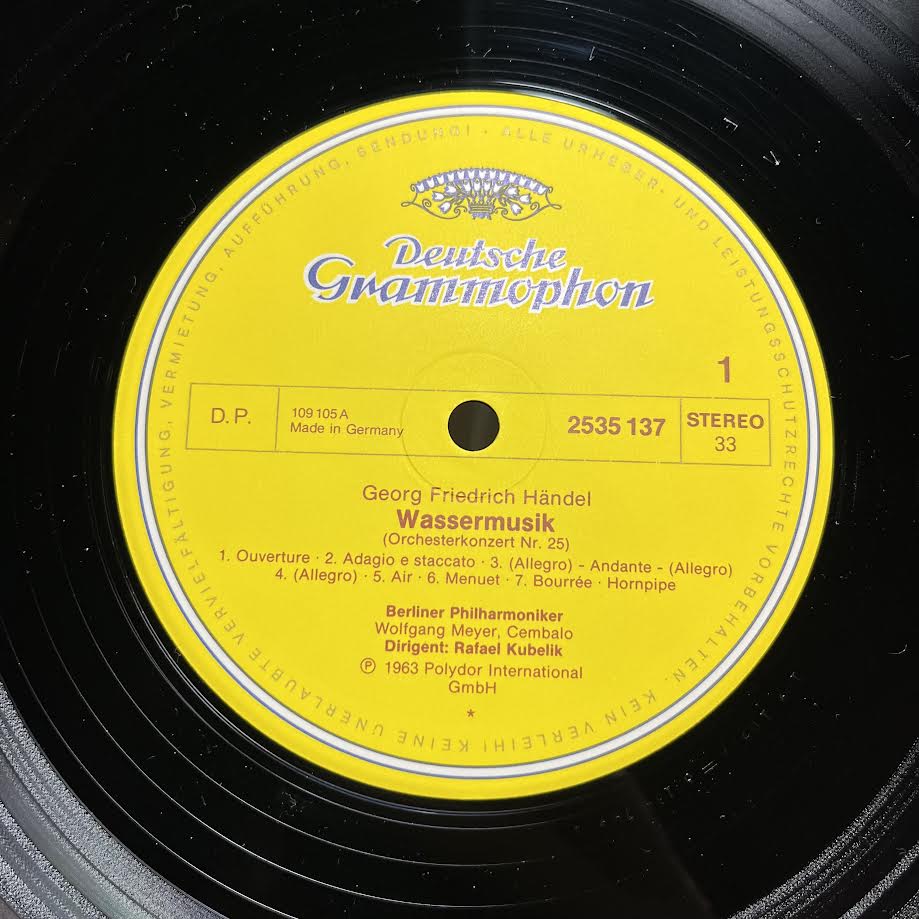 ALLE URHEBER- UND LEISTUNGSSCHUTZRECHTE VORBEHALTEN. KEIN VERLEIH! KEINE UNERLAUBTE VERVIELFÄLTIGUNG, VERMIETUNG, AUFFÜHRUNG, SENDUNG! ·
Deutsche
Grammophon
1
D. P.
109 105 A
Made in Germany
2535 137
STEREO
33
Georg Friedrich Händel
Wassermusik
(Orchesterkonzert Nr. 25)
1. Ouverture · 2. Adagio e staccato · 3. (Allegro) - Andante - (Allegro)
4. (Allegro) · 5. Air · 6. Menuet · 7. Bourrée · Hornpipe
Berliner Philharmoniker
Wolfgang Meyer, Cembalo
Dirigent: Rafael Kubelik
Ⓟ 1963 Polydor International
GmbH
*